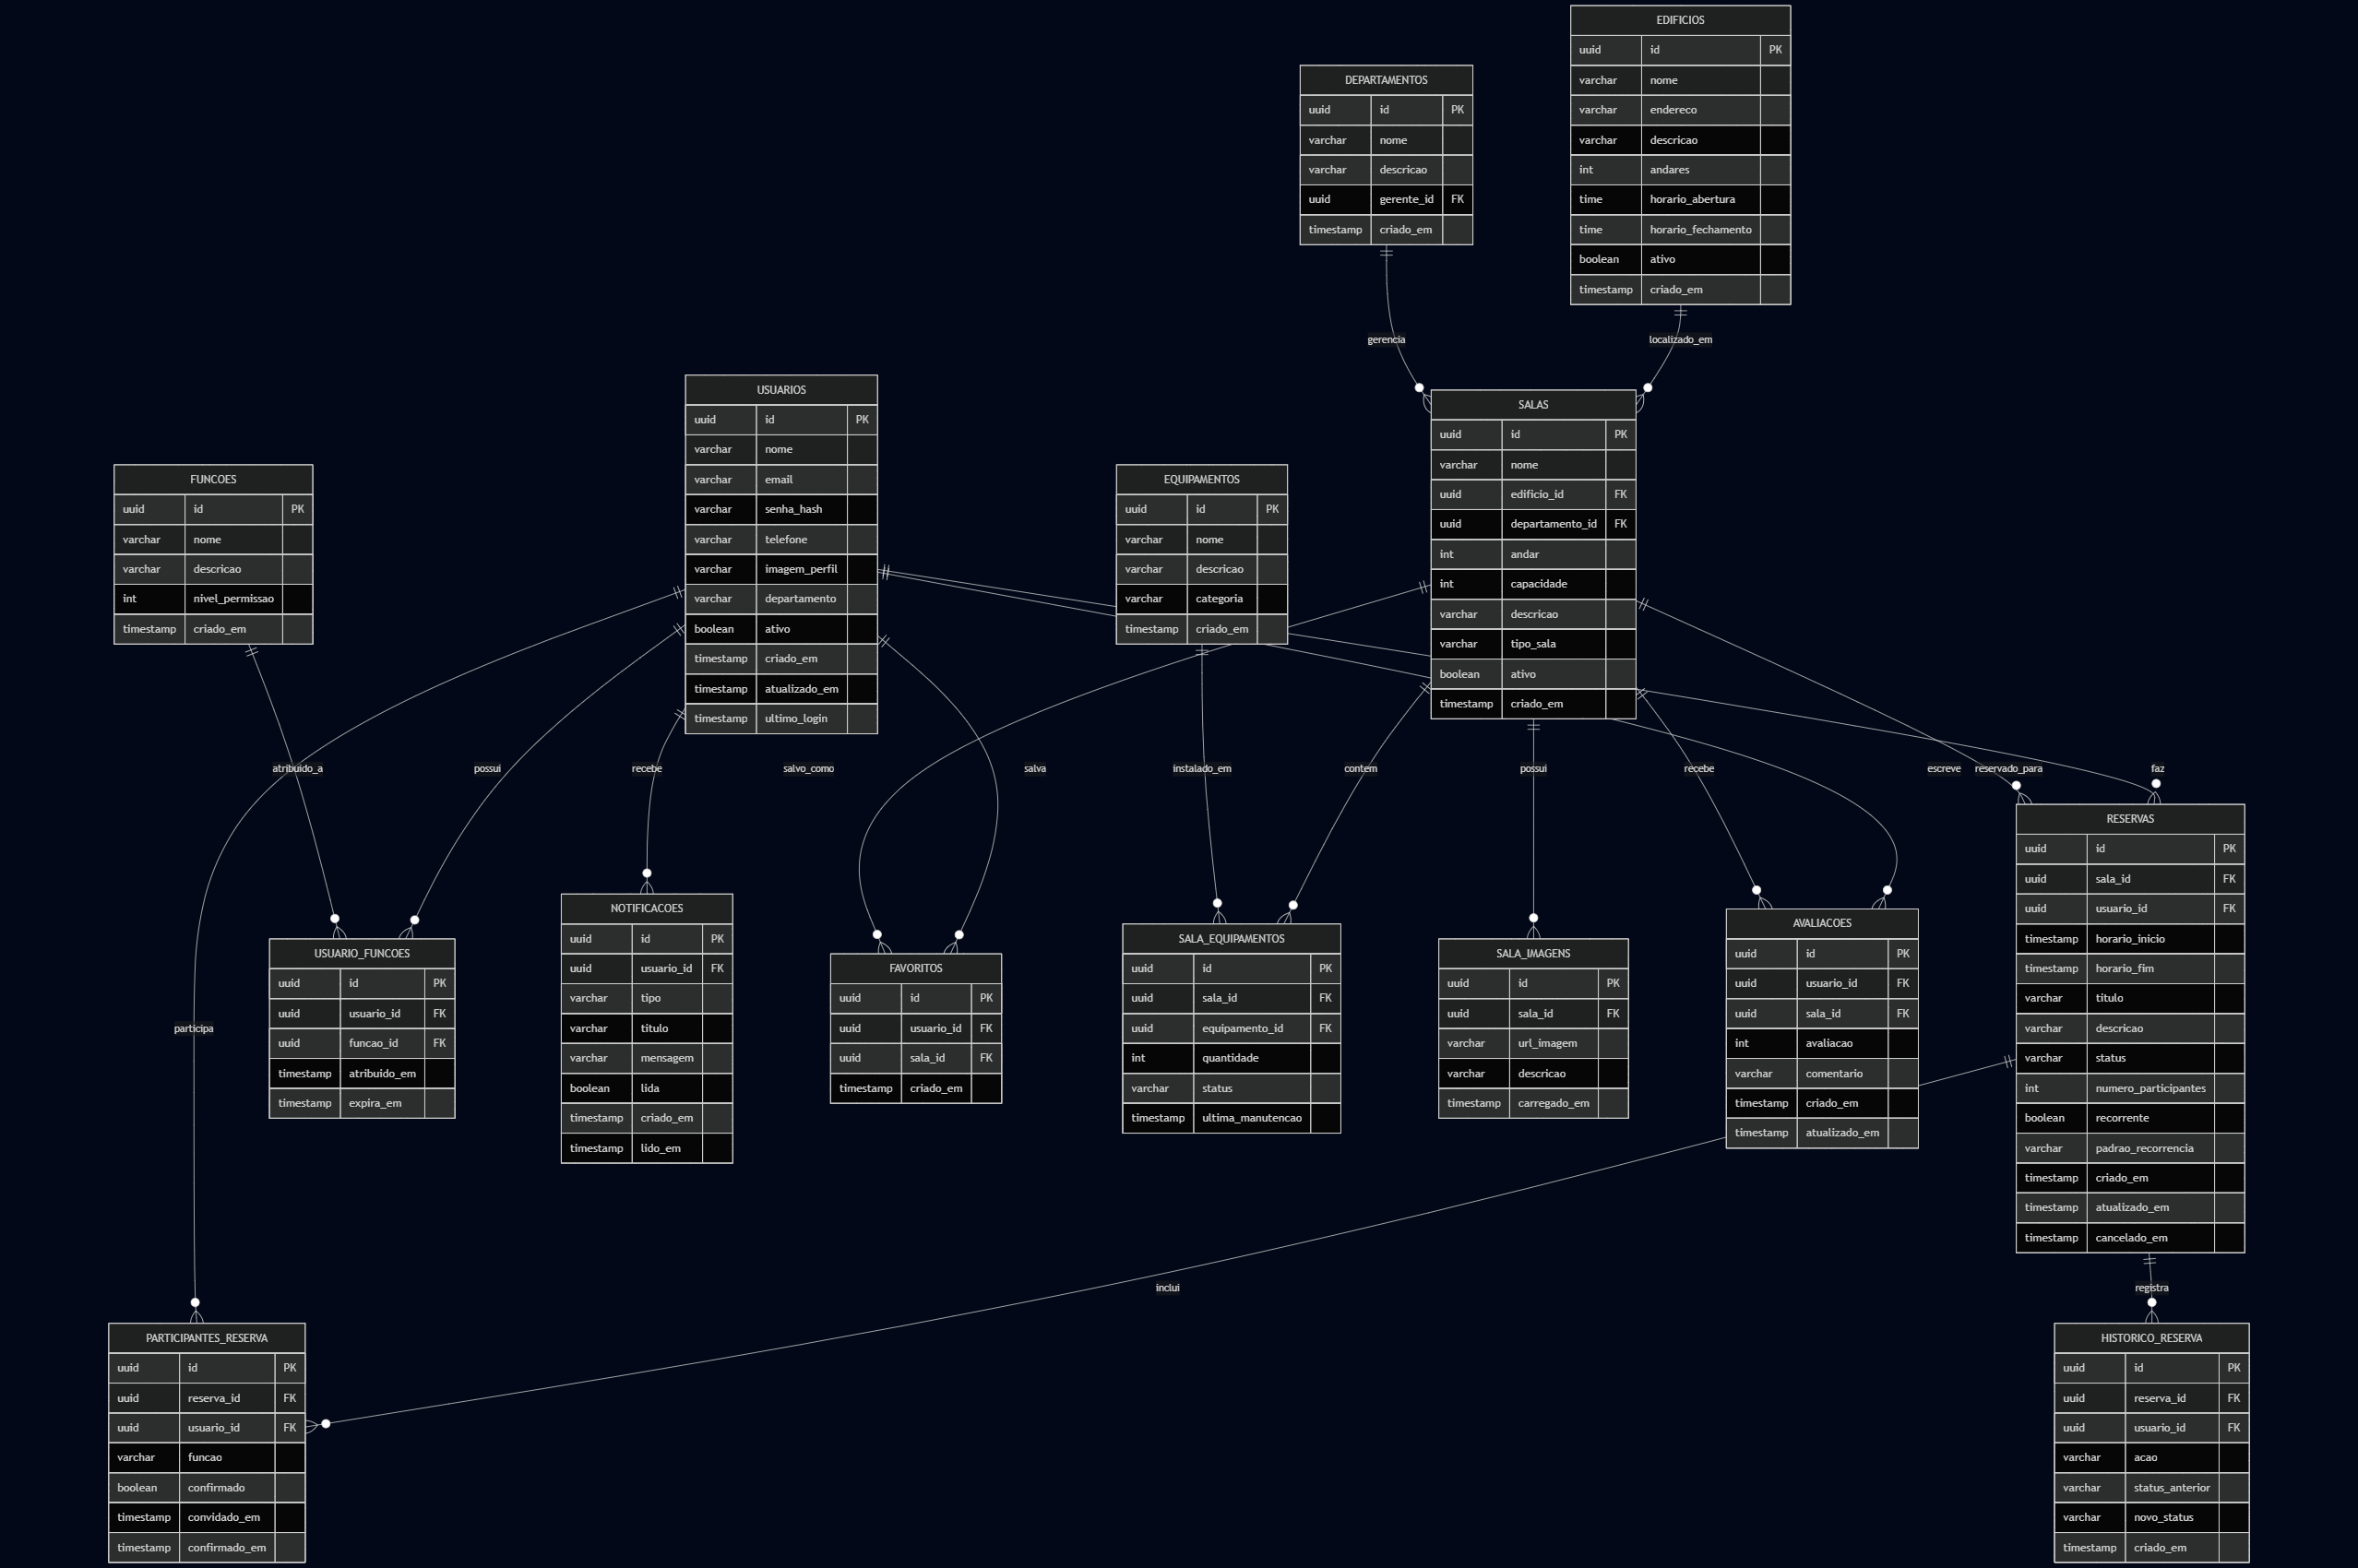 EDIFICIOS
uuid id PK
varchar nome
varchar endereco
varchar descricao
int andares
time horario_abertura
time horario_fechamento
boolean ativo
timestamp criado_em
DEPARTAMENTOS
uuid id PK
varchar nome
varchar descricao
uuid gerente_id FK
timestamp criado_em
gerencia
localizado_em
USUARIOS
uuid id PK
varchar nome
varchar email
varchar senha_hash
varchar telefone
varchar imagem_perfil
varchar departamento
boolean ativo
timestamp criado_em
timestamp atualizado_em
timestamp ultimo_login
SALAS
uuid id PK
varchar nome
uuid edificio_id FK
uuid departamento_id FK
int andar
int capacidade
varchar descricao
varchar tipo_sala
boolean ativo
timestamp criado_em
FUNCOES
uuid id PK
varchar nome
varchar descricao
int nivel_permissao
timestamp criado_em
EQUIPAMENTOS
uuid id PK
varchar nome
varchar descricao
varchar categoria
timestamp criado_em
atribuido_a
possui
recebe
salvo_como
salva
instalado_em
contem
possui
recebe
escreve
reservado_para
faz
RESERVAS
uuid id PK
uuid sala_id FK
uuid usuario_id FK
timestamp horario_inicio
timestamp horario_fim
varchar titulo
varchar descricao
varchar status
int numero_participantes
boolean recorrente
varchar padrao_recorrencia
timestamp criado_em
timestamp atualizado_em
timestamp cancelado_em
USUARIO_FUNCOES
uuid id PK
uuid usuario_id FK
uuid funcao_id FK
timestamp atribuido_em
timestamp expira_em
NOTIFICACOES
uuid id PK
uuid usuario_id FK
varchar tipo
varchar titulo
varchar mensagem
boolean lida
timestamp criado_em
timestamp lido_em
FAVORITOS
uuid id PK
uuid usuario_id FK
uuid sala_id FK
timestamp criado_em
SALA_EQUIPAMENTOS
uuid id PK
uuid sala_id FK
uuid equipamento_id FK
int quantidade
varchar status
timestamp ultima_manutencao
SALA_IMAGENS
uuid id PK
uuid sala_id FK
varchar url_imagem
varchar descricao
timestamp carregado_em
AVALIACOES
uuid id PK
uuid usuario_id FK
uuid sala_id FK
int avaliacao
varchar comentario
timestamp criado_em
timestamp atualizado_em
participa
inclui
registra
PARTICIPANTES_RESERVA
uuid id PK
uuid reserva_id FK
uuid usuario_id FK
varchar funcao
boolean confirmado
timestamp convidado_em
timestamp confirmado_em
HISTORICO_RESERVA
uuid id PK
uuid reserva_id FK
uuid usuario_id FK
varchar acao
varchar status_anterior
varchar novo_status
timestamp criado_em